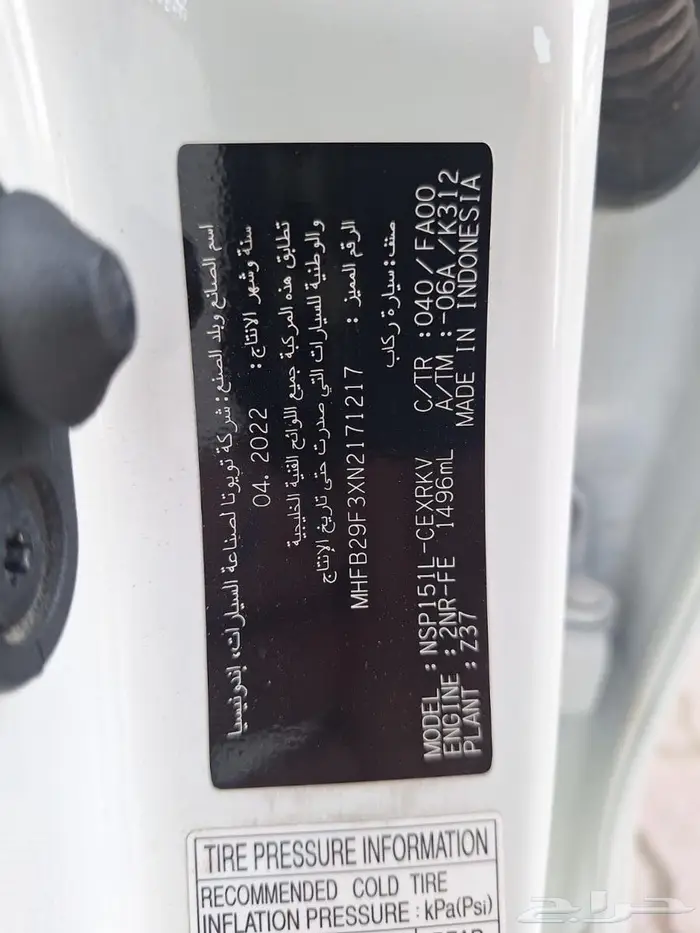 اسم الصانع وبلد الصنع : شركة تويوتا لصناعة السيارات، إندونيسيا
سنة وشهر الانتاج : 04. 2022
تطابق هذه المركبة جميع اللوائح الفنية الخليجية
والوطنية للسيارات التي صدرت حتى تاريخ الإنتاج
الرقم المميز : MHFB29F3XN2171217
صنف : سيارة ركاب
MODEL : NSP151L-CEXRKV C/TR : 040/FA00
ENGINE : 2NR-FE 1496mL A/TM : -06A/K312
PLANT : Z37 MADE IN INDONESIA
TIRE PRESSURE INFORMATION
RECOMMENDED COLD TIRE
INFLATION PRESSURE : kPa(Psi)
حراج